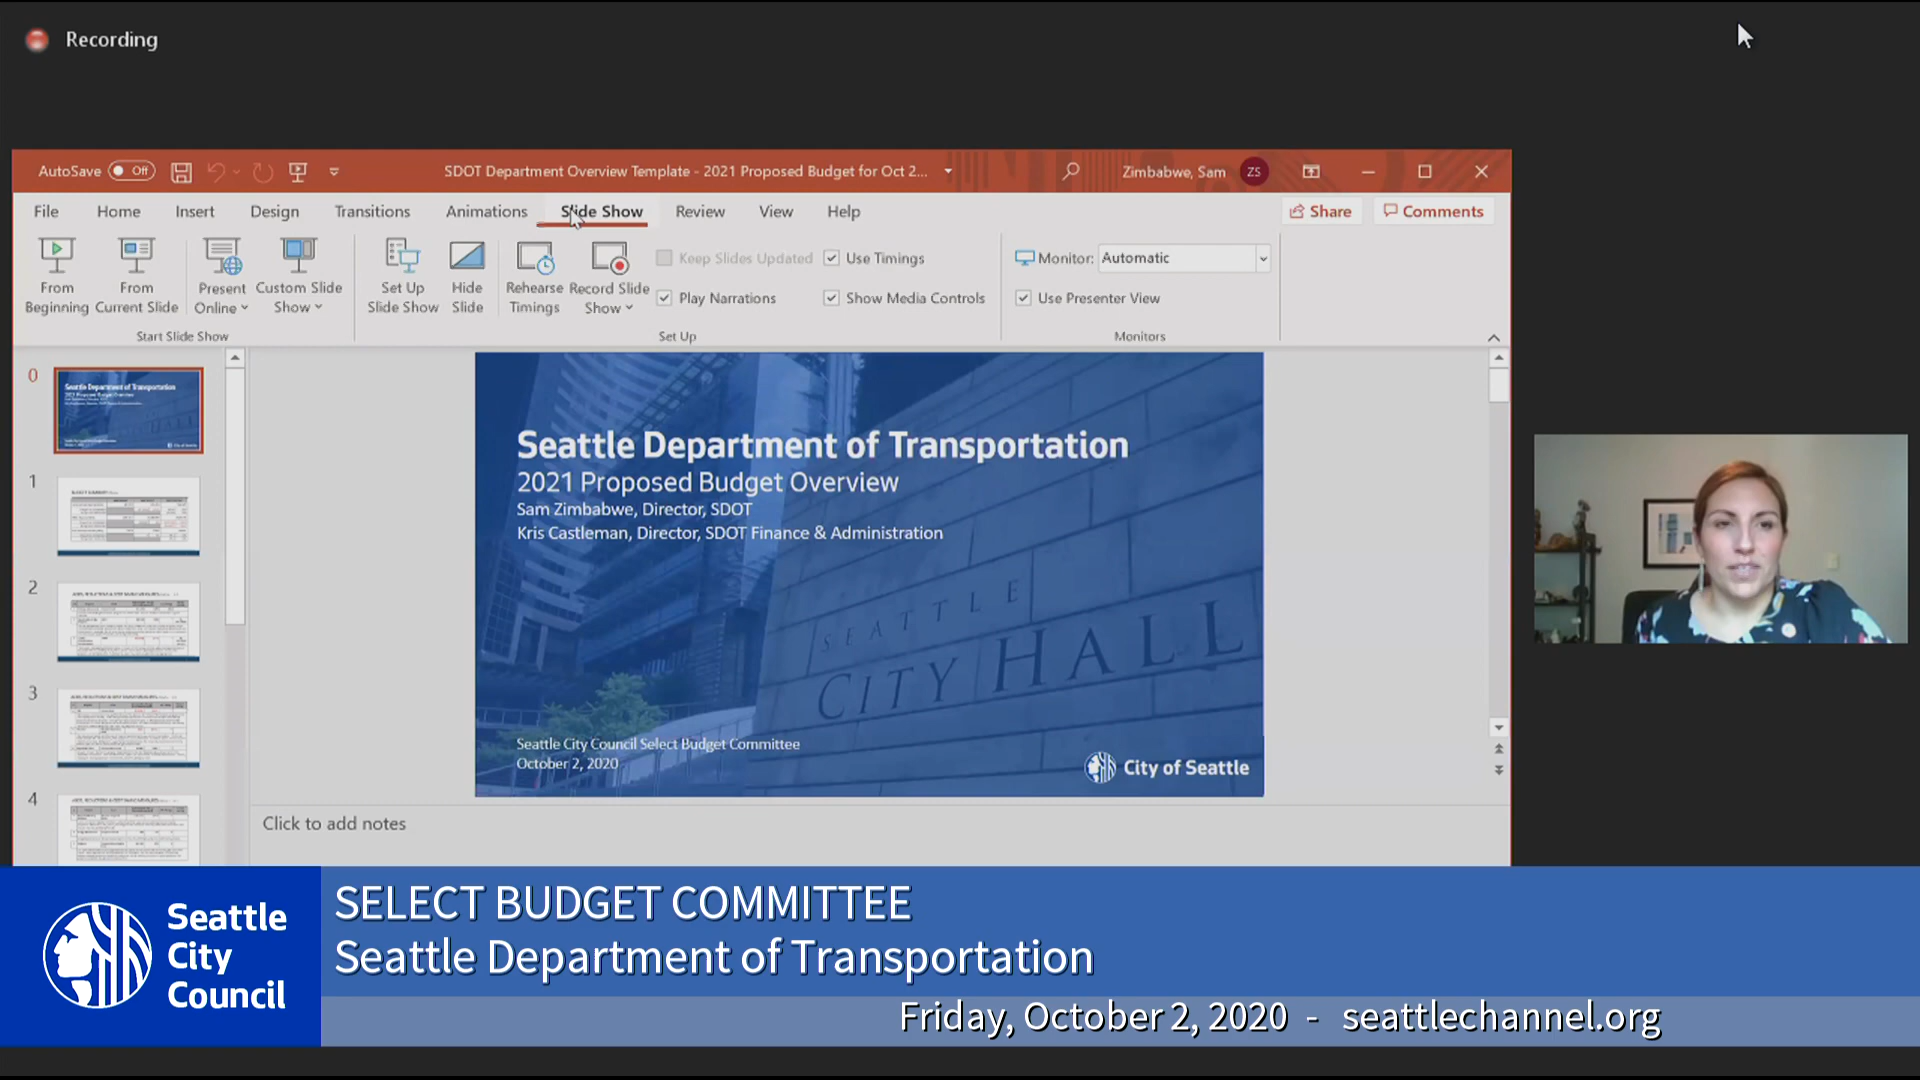 Recording
AutoSave Off
SDOT Department Overview Template - 2021 Proposed Budget for Oct 2...
Zimbabwe, Sam ZS
File Home Insert Design Transitions Animations Slide Show Review View Help
Share Comments
From Beginning
From Current Slide
Present Online
Custom Slide Show
Set Up Slide Show
Hide Slide
Rehearse Timings
Record Slide Show
Keep Slides Updated
Use Timings
Play Narrations
Show Media Controls
Monitor: Automatic
Use Presenter View
Start Slide Show
Set Up
Monitors
0
1
2
3
4
Seattle Department of Transportation
2021 Proposed Budget Overview
Sam Zimbabwe, Director, SDOT
Kris Castleman, Director, SDOT Finance & Administration
SEATTLE
CITY HALL
Seattle City Council Select Budget Committee
October 2, 2020
City of Seattle
Click to add notes
Seattle
City
Council
SELECT BUDGET COMMITTEE
Seattle Department of Transportation
Friday, October 2, 2020 - seattlechannel.org